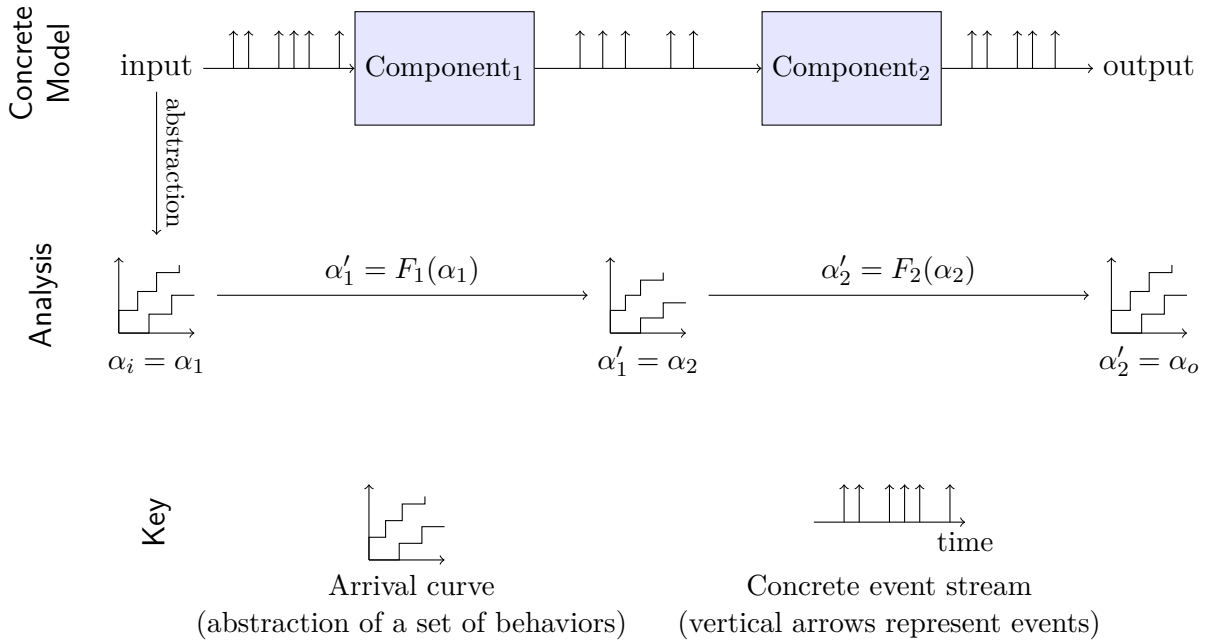 Concrete
Model
input
Component₁
Component₂
output
abstraction
Analysis
α′₁ = F₁(α₁)
α′₂ = F₂(α₂)
αᵢ = α₁
α′₁ = α₂
α′₂ = αₒ
Key
time
Arrival curve
(abstraction of a set of behaviors)
Concrete event stream
(vertical arrows represent events)